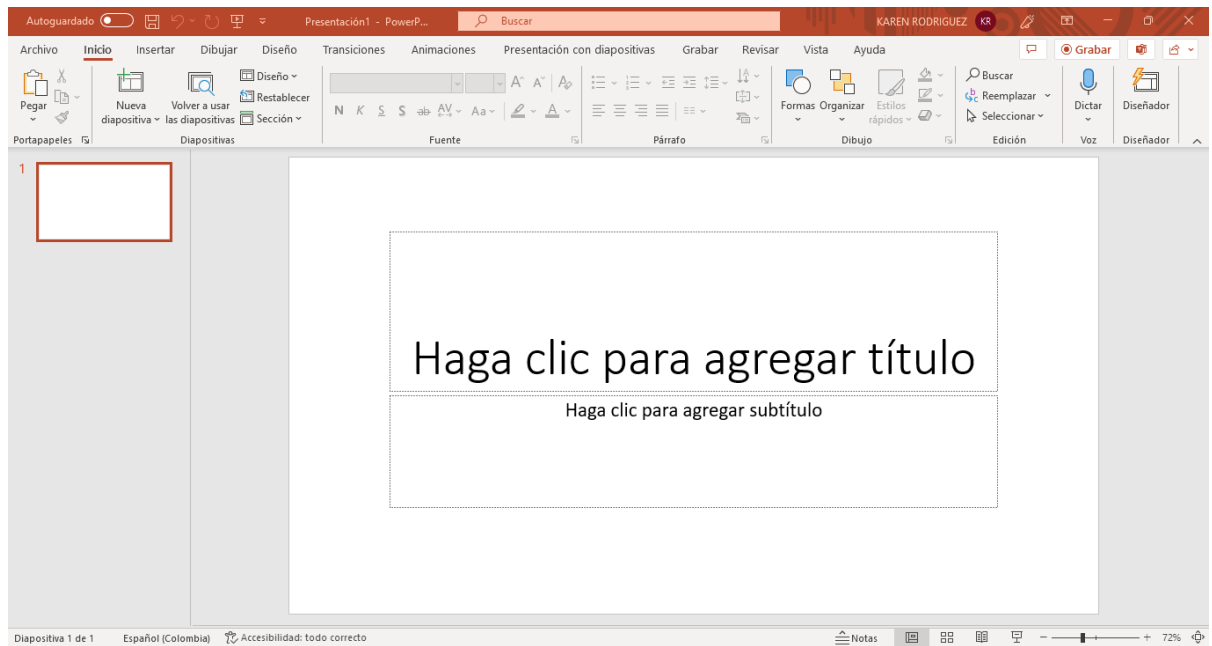 Autoguardado Presentación1 - PowerP... Buscar KAREN RODRIGUEZ KR
Archivo Inicio Insertar Dibujar Diseño Transiciones Animaciones Presentación con diapositivas Grabar Revisar Vista Ayuda Grabar
Pegar
Nueva diapositiva
Volver a usar las diapositivas
Diseño
Restablecer
Sección
N K S S ab AV Aa A A A A
Formas Organizar Estilos rápidos
Buscar
Reemplazar
Seleccionar
Dictar
Diseñador
Portapapeles Diapositivas Fuente Párrafo Dibujo Edición Voz Diseñador
1
Haga clic para agregar título
Haga clic para agregar subtítulo
Diapositiva 1 de 1 Español (Colombia) Accesibilidad: todo correcto Notas 72%